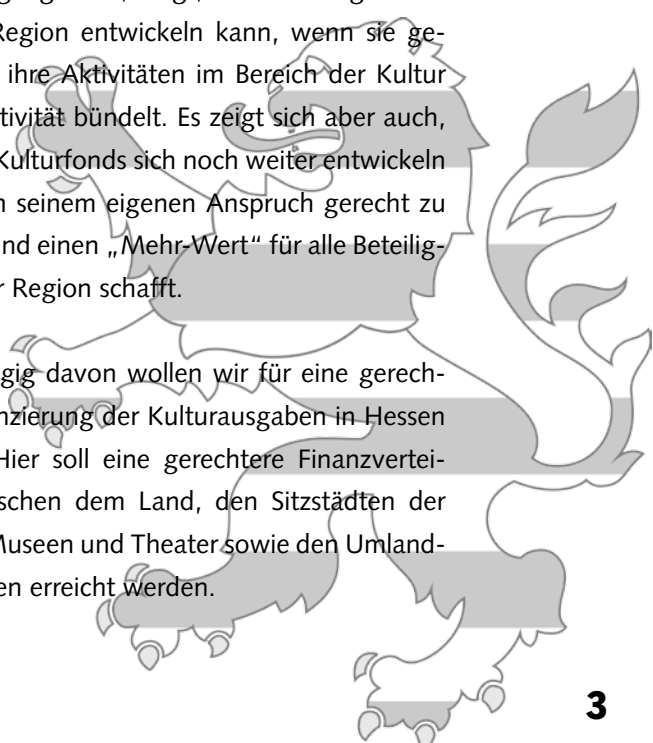 Region entwickeln kann, wenn sie ge-
ihre Aktivitäten im Bereich der Kultur
tivität bündelt. Es zeigt sich aber auch,
Kulturfonds sich noch weiter entwickeln
seinem eigenen Anspruch gerecht zu
nd einen „Mehr-Wert“ für alle Beteilig-
r Region schafft.
gig davon wollen wir für eine gerech-
nzierung der Kulturausgaben in Hessen
Hier soll eine gerechtere Finanzvertei-
schen dem Land, den Sitzstädten der
Museen und Theater sowie den Umland-
en erreicht werden.
3